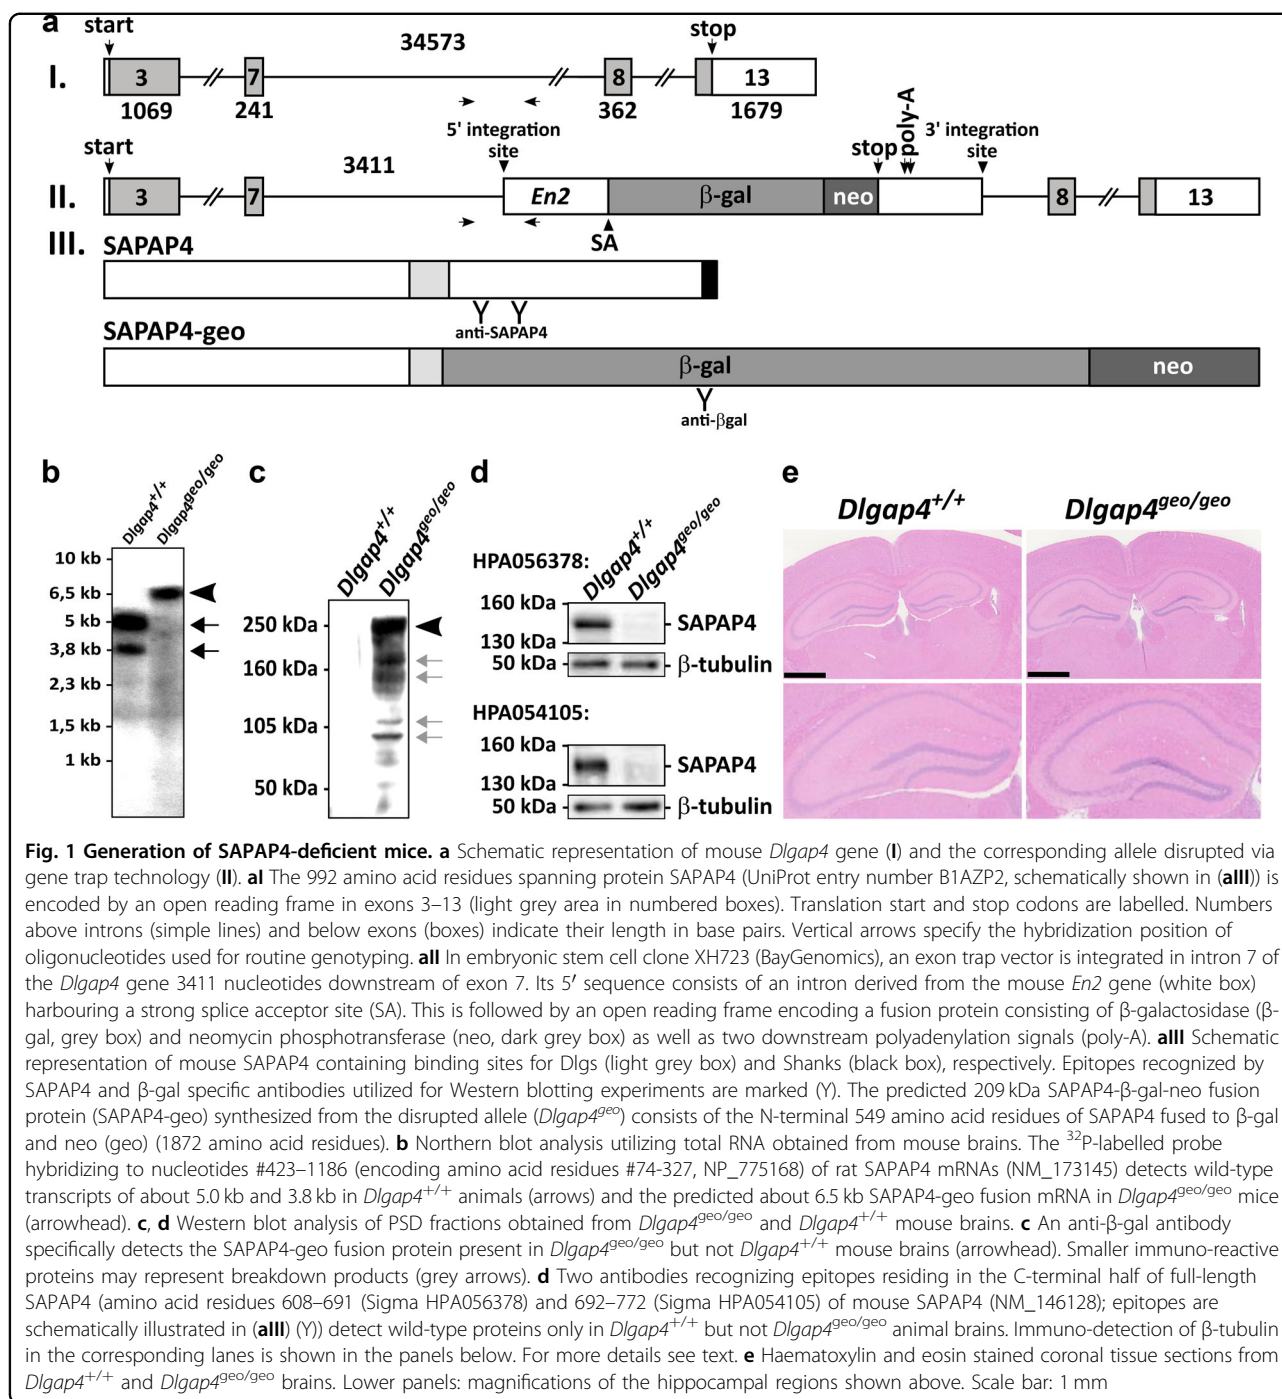 a
start
34573
stop
I.
3
7
8
13
1069
241
362
1679
poly-A
5' integration
site
3' integration
site
start
3411
stop
II.
3
7
En2
β-gal
neo
8
13
SA
III.
SAPAP4
anti-SAPAP4
SAPAP4-geo
β-gal
neo
anti-βgal
b
Dlgap4+/+
Dlgap4geo/geo
10 kb
6,5 kb
5 kb
3,8 kb
2,3 kb
1,5 kb
1 kb
c
Dlgap4+/+
Dlgap4geo/geo
250 kDa
160 kDa
105 kDa
50 kDa
d
Dlgap4+/+
Dlgap4geo/geo
HPA056378:
160 kDa
SAPAP4
130 kDa
50 kDa
β-tubulin
HPA054105:
160 kDa
SAPAP4
130 kDa
50 kDa
β-tubulin
e
Dlgap4+/+
Dlgap4geo/geo
Fig. 1 Generation of SAPAP4-deficient mice. a Schematic representation of mouse Dlgap4 gene (I) and the corresponding allele disrupted via
gene trap technology (II). aI The 992 amino acid residues spanning protein SAPAP4 (UniProt entry number B1AZP2, schematically shown in (aIII)) is
encoded by an open reading frame in exons 3–13 (light grey area in numbered boxes). Translation start and stop codons are labelled. Numbers
above introns (simple lines) and below exons (boxes) indicate their length in base pairs. Vertical arrows specify the hybridization position of
oligonucleotides used for routine genotyping. aII In embryonic stem cell clone XH723 (BayGenomics), an exon trap vector is integrated in intron 7 of
the Dlgap4 gene 3411 nucleotides downstream of exon 7. Its 5′ sequence consists of an intron derived from the mouse En2 gene (white box)
harbouring a strong splice acceptor site (SA). This is followed by an open reading frame encoding a fusion protein consisting of β-galactosidase (β-
gal, grey box) and neomycin phosphotransferase (neo, dark grey box) as well as two downstream polyadenylation signals (poly-A). aIII Schematic
representation of mouse SAPAP4 containing binding sites for Dlgs (light grey box) and Shanks (black box), respectively. Epitopes recognized by
SAPAP4 and β-gal specific antibodies utilized for Western blotting experiments are marked (Y). The predicted 209 kDa SAPAP4-β-gal-neo fusion
protein (SAPAP4-geo) synthesized from the disrupted allele (Dlgap4geo) consists of the N-terminal 549 amino acid residues of SAPAP4 fused to β-gal
and neo (geo) (1872 amino acid residues). b Northern blot analysis utilizing total RNA obtained from mouse brains. The 32P-labelled probe
hybridizing to nucleotides #423–1186 (encoding amino acid residues #74-327, NP_775168) of rat SAPAP4 mRNAs (NM_173145) detects wild-type
transcripts of about 5.0 kb and 3.8 kb in Dlgap4+/+ animals (arrows) and the predicted about 6.5 kb SAPAP4-geo fusion mRNA in Dlgap4geo/geo mice
(arrowhead). c, d Western blot analysis of PSD fractions obtained from Dlgap4geo/geo and Dlgap4+/+ mouse brains. c An anti-β-gal antibody
specifically detects the SAPAP4-geo fusion protein present in Dlgap4geo/geo but not Dlgap4+/+ mouse brains (arrowhead). Smaller immuno-reactive
proteins may represent breakdown products (grey arrows). d Two antibodies recognizing epitopes residing in the C-terminal half of full-length
SAPAP4 (amino acid residues 608–691 (Sigma HPA056378) and 692–772 (Sigma HPA054105) of mouse SAPAP4 (NM_146128); epitopes are
schematically illustrated in (aIII) (Y)) detect wild-type proteins only in Dlgap4+/+ but not Dlgap4geo/geo animal brains. Immuno-detection of β-tubulin
in the corresponding lanes is shown in the panels below. For more details see text. e Haematoxylin and eosin stained coronal tissue sections from
Dlgap4+/+ and Dlgap4geo/geo brains. Lower panels: magnifications of the hippocampal regions shown above. Scale bar: 1 mm